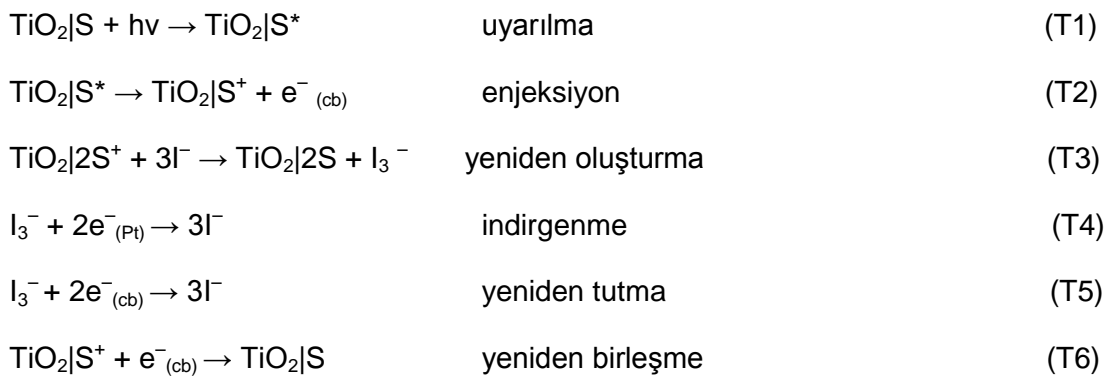 TiO₂|S + hv → TiO₂|S* uyarılma (T1)
TiO₂|S* → TiO₂|S⁺ + e⁻ (cb) enjeksiyon (T2)
TiO₂|2S⁺ + 3I⁻ → TiO₂|2S + I₃⁻ yeniden oluşturma (T3)
I₃⁻ + 2e⁻(Pt) → 3I⁻ indirgenme (T4)
I₃⁻ + 2e⁻(cb) → 3I⁻ yeniden tutma (T5)
TiO₂|S⁺ + e⁻(cb) → TiO₂|S yeniden birleşme (T6)